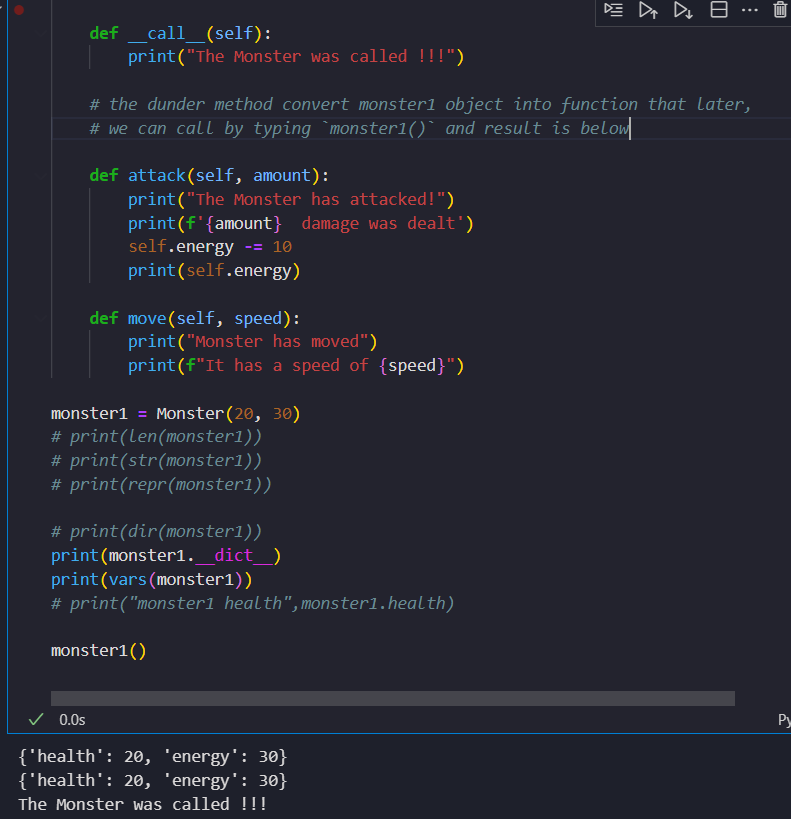 def __call__(self):
print("The Monster was called !!!")
# the dunder method convert monster1 object into function that later,
# we can call by typing `monster1()` and result is below
def attack(self, amount):
print("The Monster has attacked!")
print(f'{amount}  damage was dealt')
self.energy -= 10
print(self.energy)
def move(self, speed):
print("Monster has moved")
print(f"It has a speed of {speed}")
monster1 = Monster(20, 30)
# print(len(monster1))
# print(str(monster1))
# print(repr(monster1))
# print(dir(monster1))
print(monster1.__dict__)
print(vars(monster1))
# print("monster1 health",monster1.health)
monster1()
0.0s
Py
{'health': 20, 'energy': 30}
{'health': 20, 'energy': 30}
The Monster was called !!!